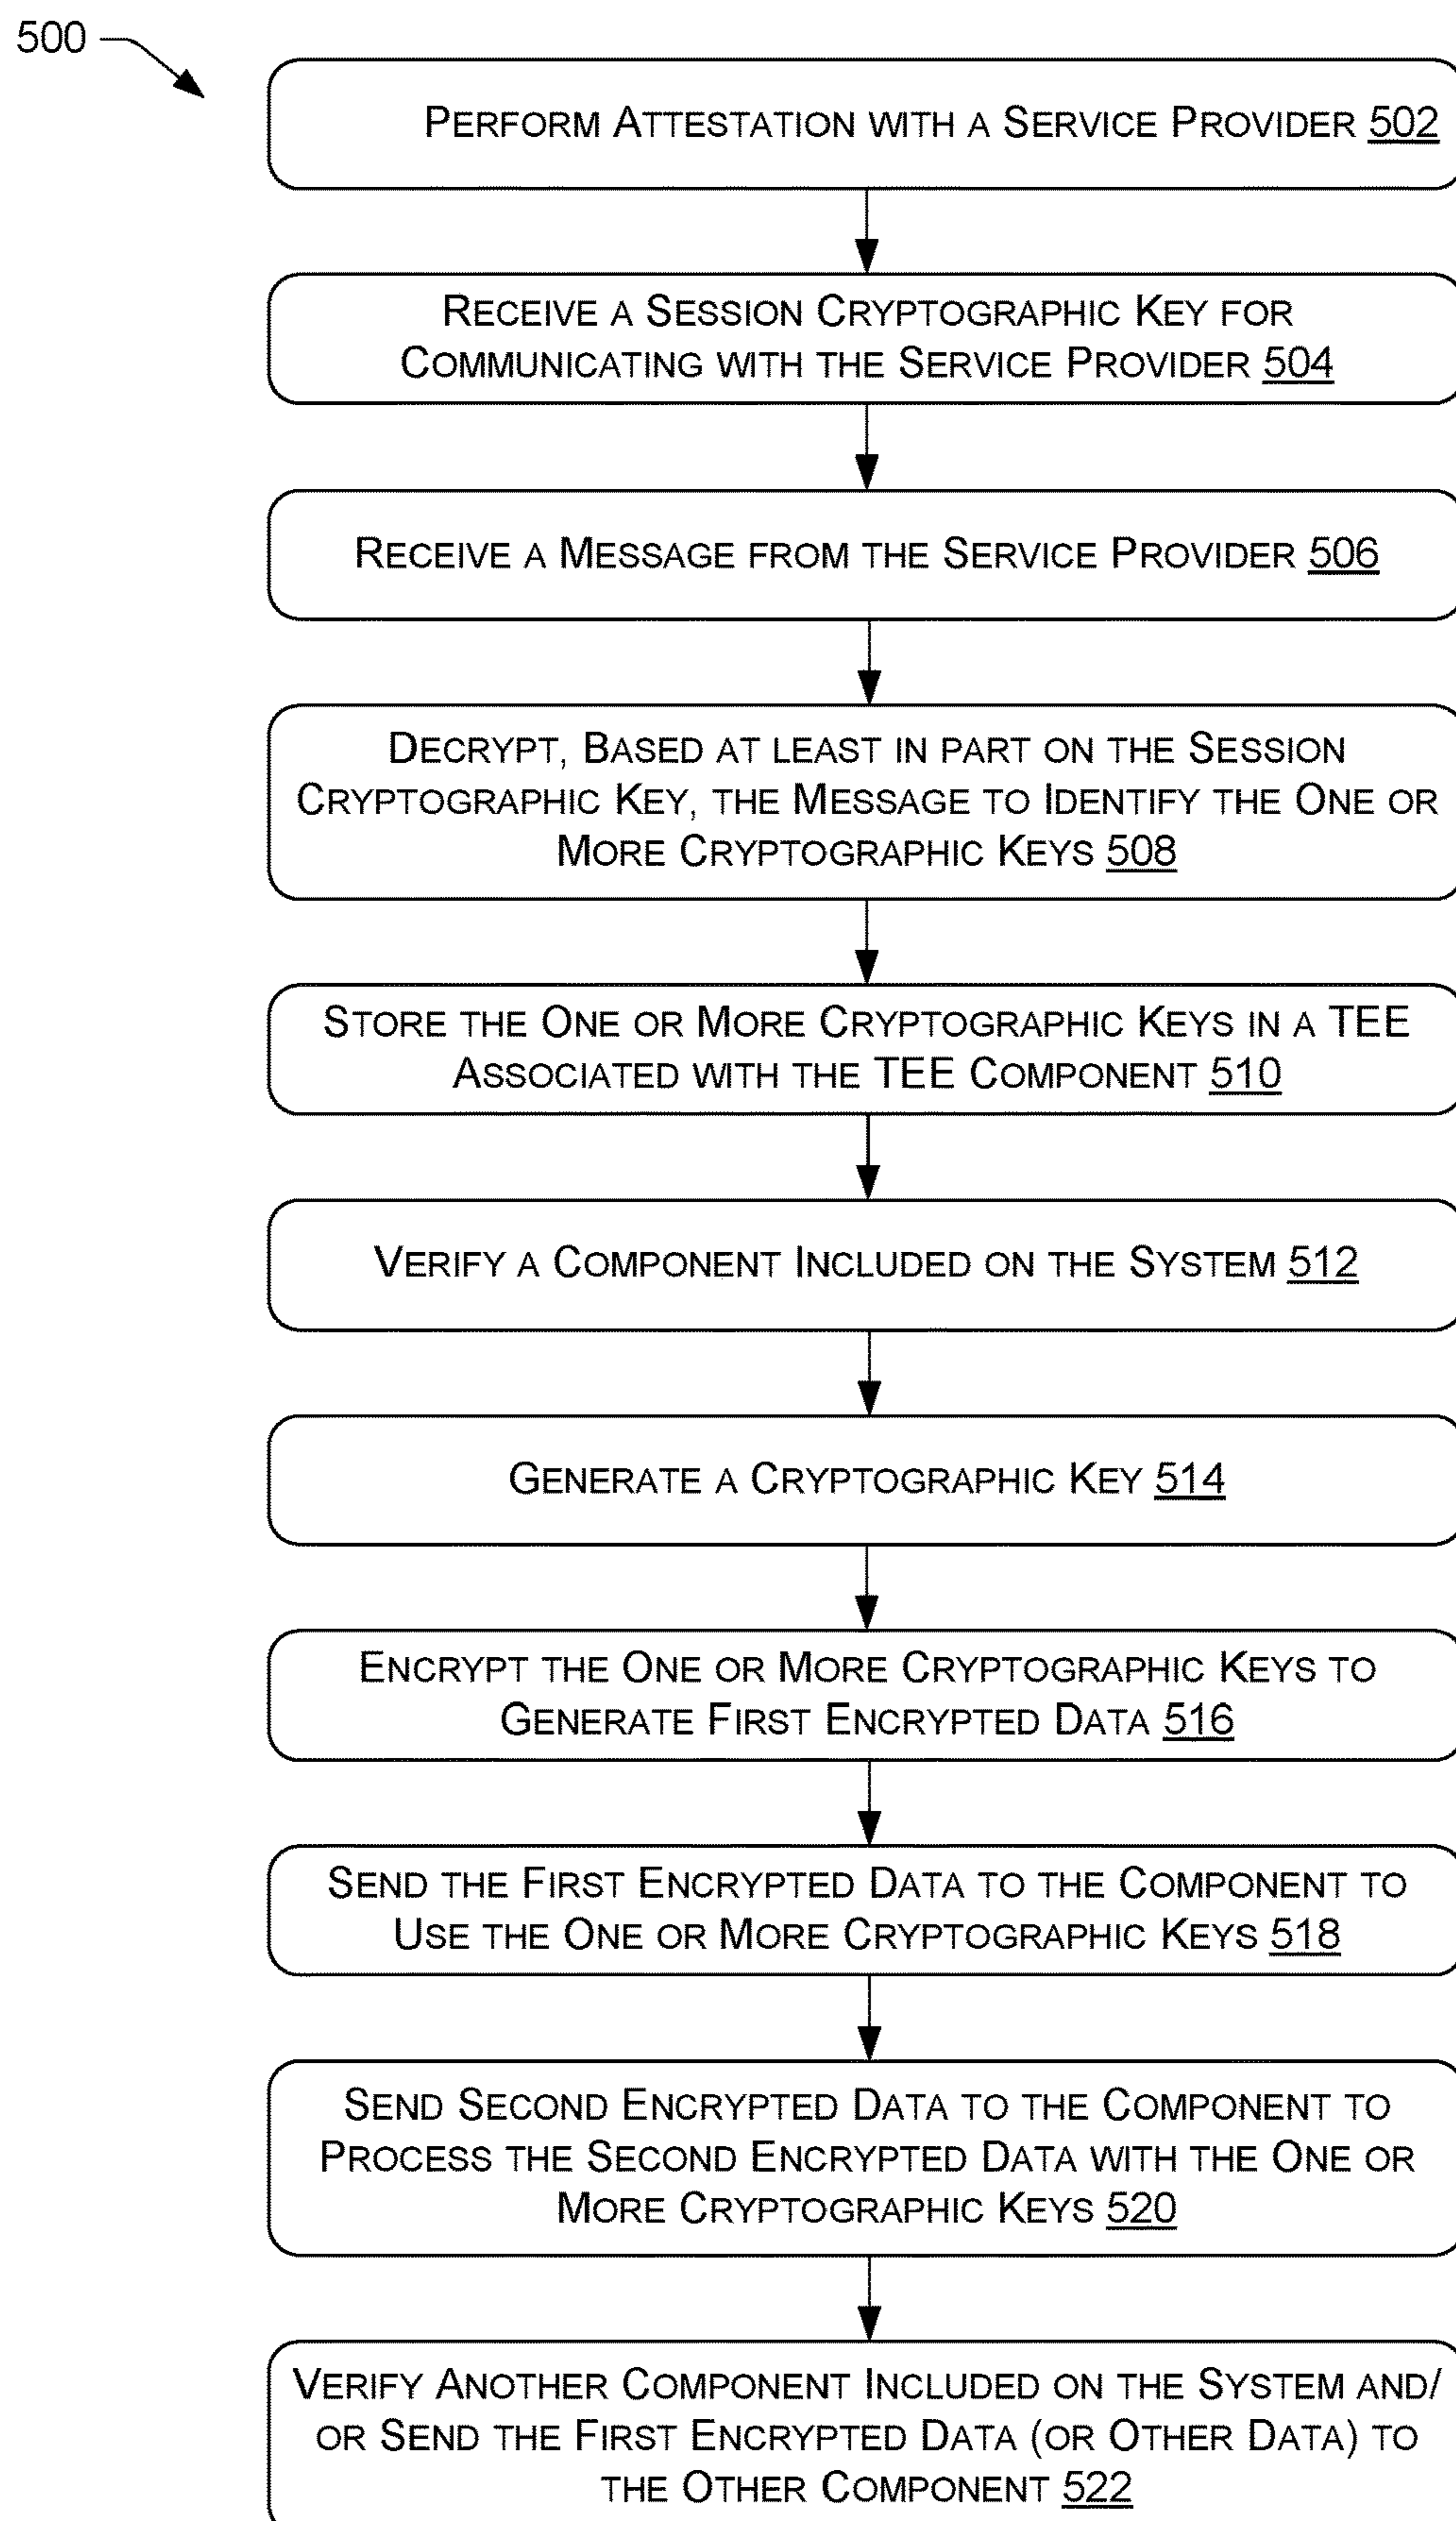 500
PERFORM ATTESTATION WITH A SERVICE PROVIDER 502
RECEIVE A SESSION CRYPTOGRAPHIC KEY FOR
COMMUNICATING WITH THE SERVICE PROVIDER 504
RECEIVE A MESSAGE FROM THE SERVICE PROVIDER 506
DECRYPT, BASED AT LEAST IN PART ON THE SESSION
CRYPTOGRAPHIC KEY, THE MESSAGE TO IDENTIFY THE ONE OR
MORE CRYPTOGRAPHIC KEYS 508
STORE THE ONE OR MORE CRYPTOGRAPHIC KEYS IN A TEE
ASSOCIATED WITH THE TEE COMPONENT 510
VERIFY A COMPONENT INCLUDED ON THE SYSTEM 512
GENERATE A CRYPTOGRAPHIC KEY 514
ENCRYPT THE ONE OR MORE CRYPTOGRAPHIC KEYS TO
GENERATE FIRST ENCRYPTED DATA 516
SEND THE FIRST ENCRYPTED DATA TO THE COMPONENT TO
USE THE ONE OR MORE CRYPTOGRAPHIC KEYS 518
SEND SECOND ENCRYPTED DATA TO THE COMPONENT TO
PROCESS THE SECOND ENCRYPTED DATA WITH THE ONE OR
MORE CRYPTOGRAPHIC KEYS 520
VERIFY ANOTHER COMPONENT INCLUDED ON THE SYSTEM AND/
OR SEND THE FIRST ENCRYPTED DATA (OR OTHER DATA) TO
THE OTHER COMPONENT 522